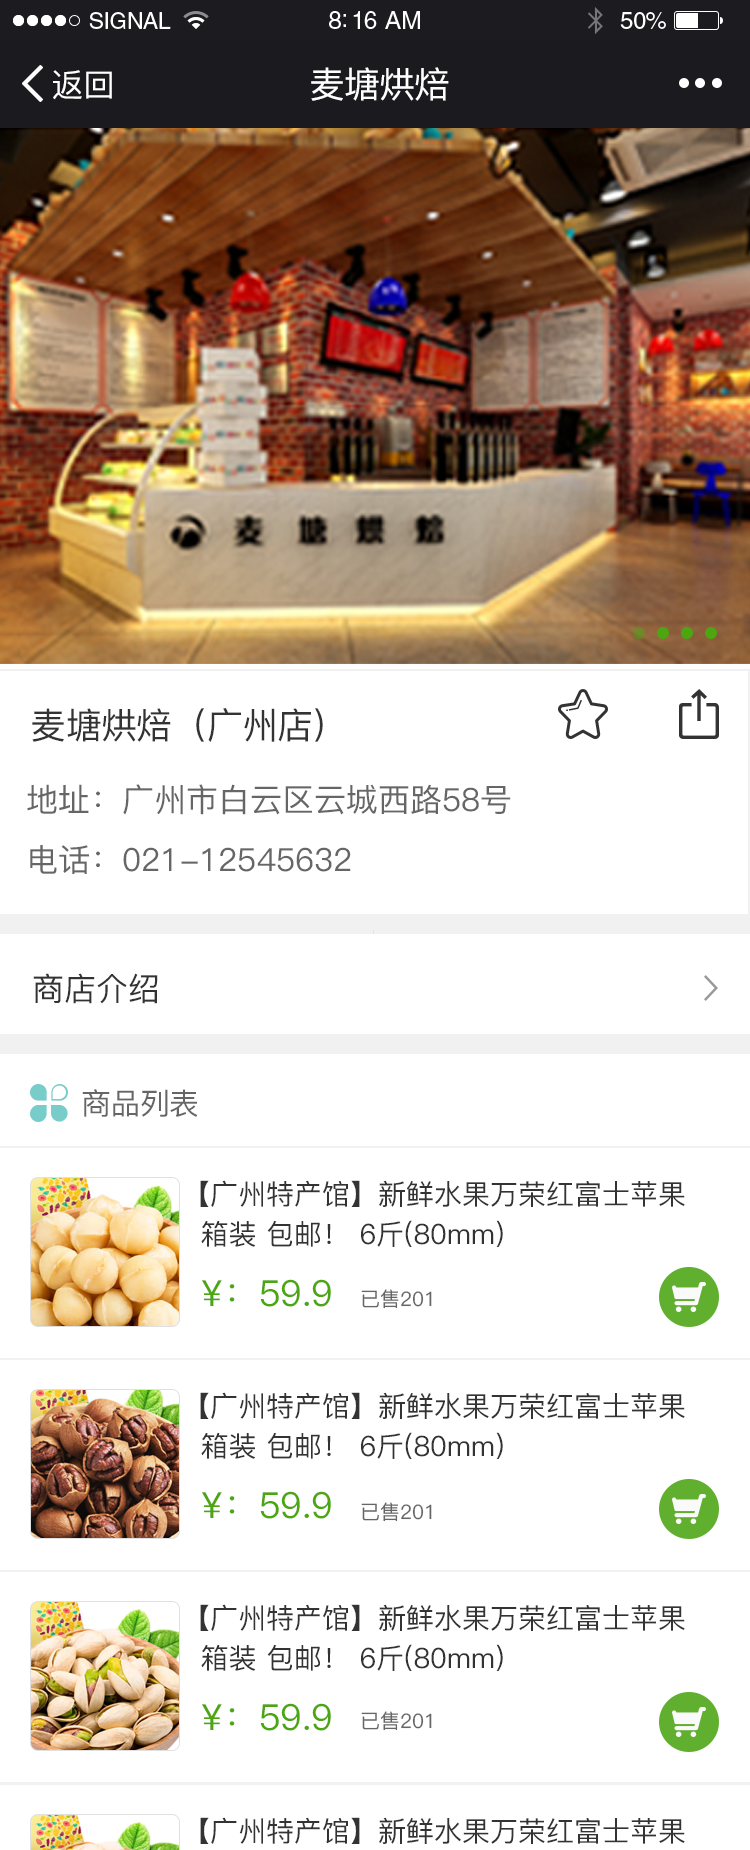 SIGNAL
8:16 AM
50%
返回
麦塘烘焙
麦塘烘焙
麦塘烘焙（广州店）
地址：广州市白云区云城西路58号
电话：021-12545632
商店介绍
商品列表
【广州特产馆】新鲜水果万荣红富士苹果
箱装 包邮！ 6斤(80mm)
¥：59.9 已售201
【广州特产馆】新鲜水果万荣红富士苹果
箱装 包邮！ 6斤(80mm)
¥：59.9 已售201
【广州特产馆】新鲜水果万荣红富士苹果
箱装 包邮！ 6斤(80mm)
¥：59.9 已售201
【广州特产馆】新鲜水果万荣红富士苹果